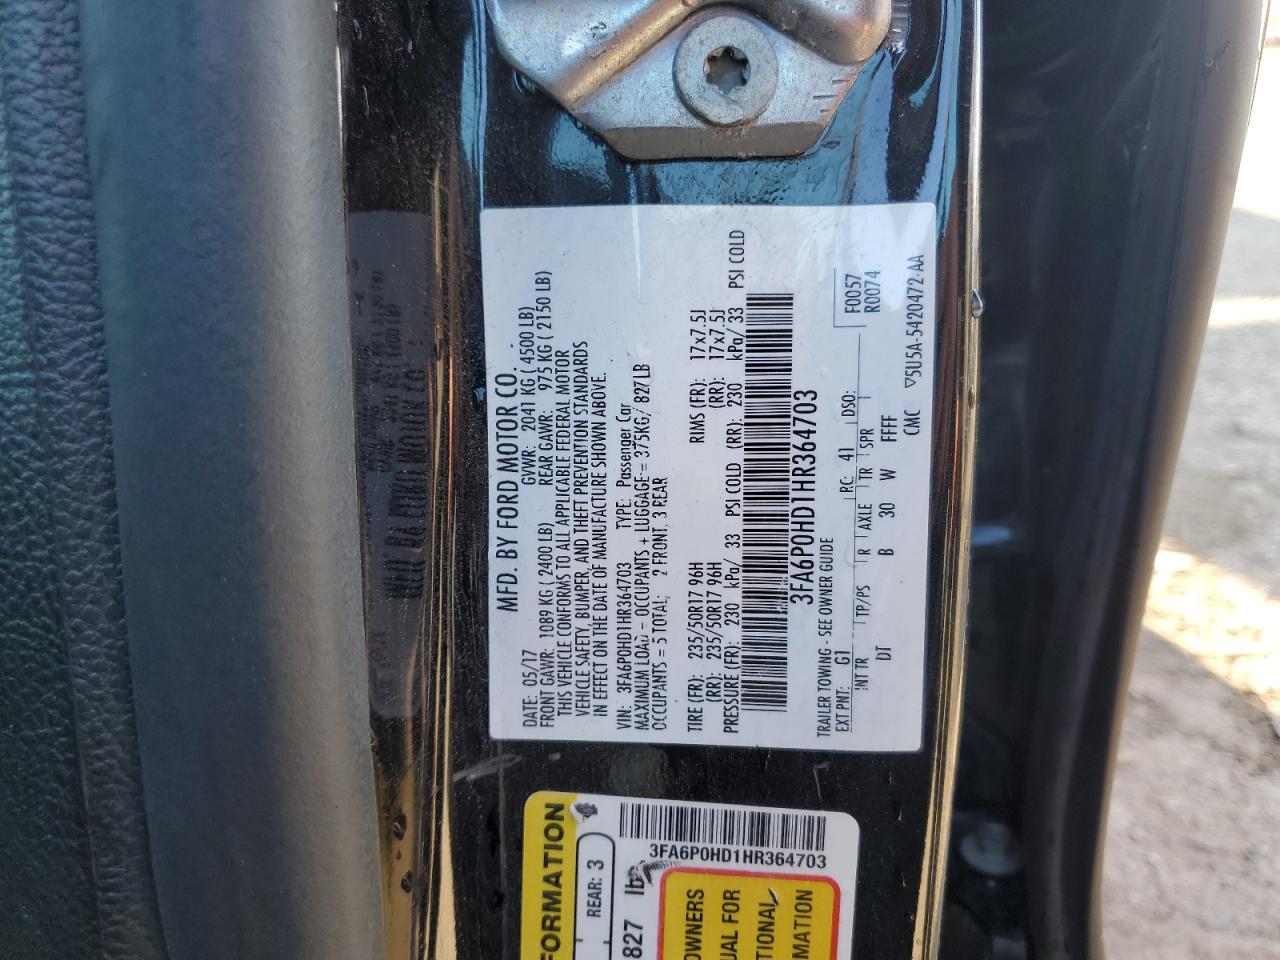 MFD. BY FORD MOTOR CO.
DATE: 05/17 GVWR: 2041 KG ( 4500 LB)
FRONT GAWR: 1089 KG ( 2400 LB) REAR GAWR: 975 KG ( 2150 LB)
THIS VEHICLE CONFORMS TO ALL APPLICABLE FEDERAL MOTOR
VEHICLE SAFETY, BUMPER, AND THEFT PREVENTION STANDARDS
IN EFFECT ON THE DATE OF MANUFACTURE SHOWN ABOVE.
VIN: 3FA6P0HD1HR364703 TYPE: Passenger Car
MAXIMUM LOAD = OCCUPANTS + LUGGAGE = 375KG/ 827LB
OCCUPANTS = 5 TOTAL; 2 FRONT, 3 REAR
TIRE (FR): 235/50R17 96H RIMS (FR): 17x7.5J
(RR): 235/50R17 96H (RR): 17x7.5J
PRESSURE (FR): 230 kPa/ 33 PSI COLD (RR): 230 kPa/ 33 PSI COLD
3FA6P0HD1HR364703
TRAILER TOWING - SEE OWNER GUIDE
F0057
R0074
EXT PNT: G1 RC: 41 DSO:
INT TR TP/PS R AXLE TR SPR
DT B 30 W FFFF
CMC ▽5U5A-5420472-AA
3FA6P0HD1HR364703
FORMATION
REAR: 3
827 lb
OWNERS
UAL FOR
TIONAL
MATION